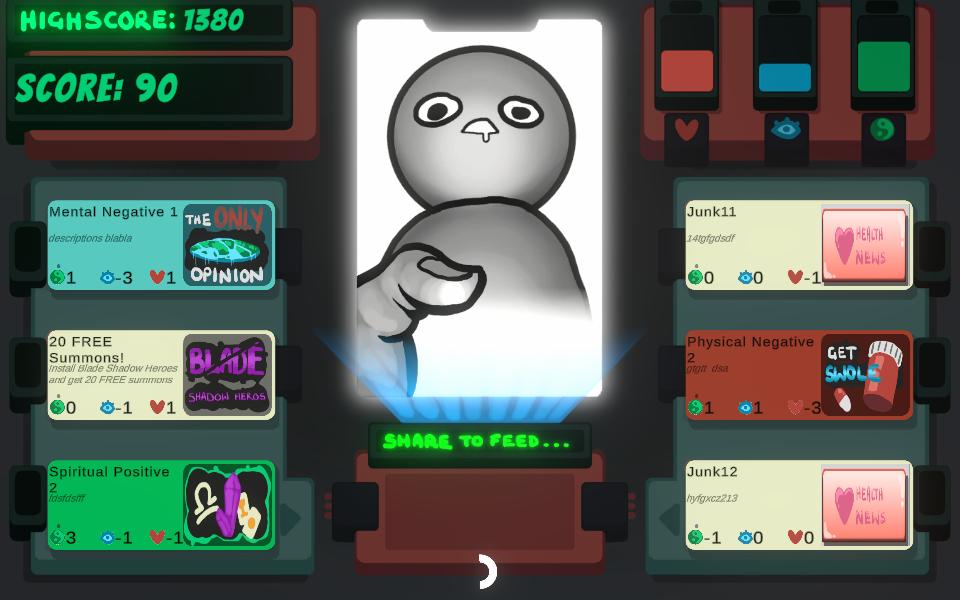 HIGHSCORE: 1380
SCORE: 90
Mental Negative 1
descriptions blabla
1 -3 1
THE ONLY
OPINION
20 FREE
Summons!
Install Blade Shadow Heroes
and get 20 FREE summons
0 -1 1
BLADE
SHADOW HEROS
Spiritual Positive
2
fdsfdsfff
3 -1 -1
SHARE TO FEED...
Junk11
14tgfgdsdf
0 0 -1
HEALTH
NEWS
Physical Negative
2
gtgtt dsa
1 1 -3
GET
SWOLE
Junk12
hyfgxcz213
-1 0 0
HEALTH
NEWS